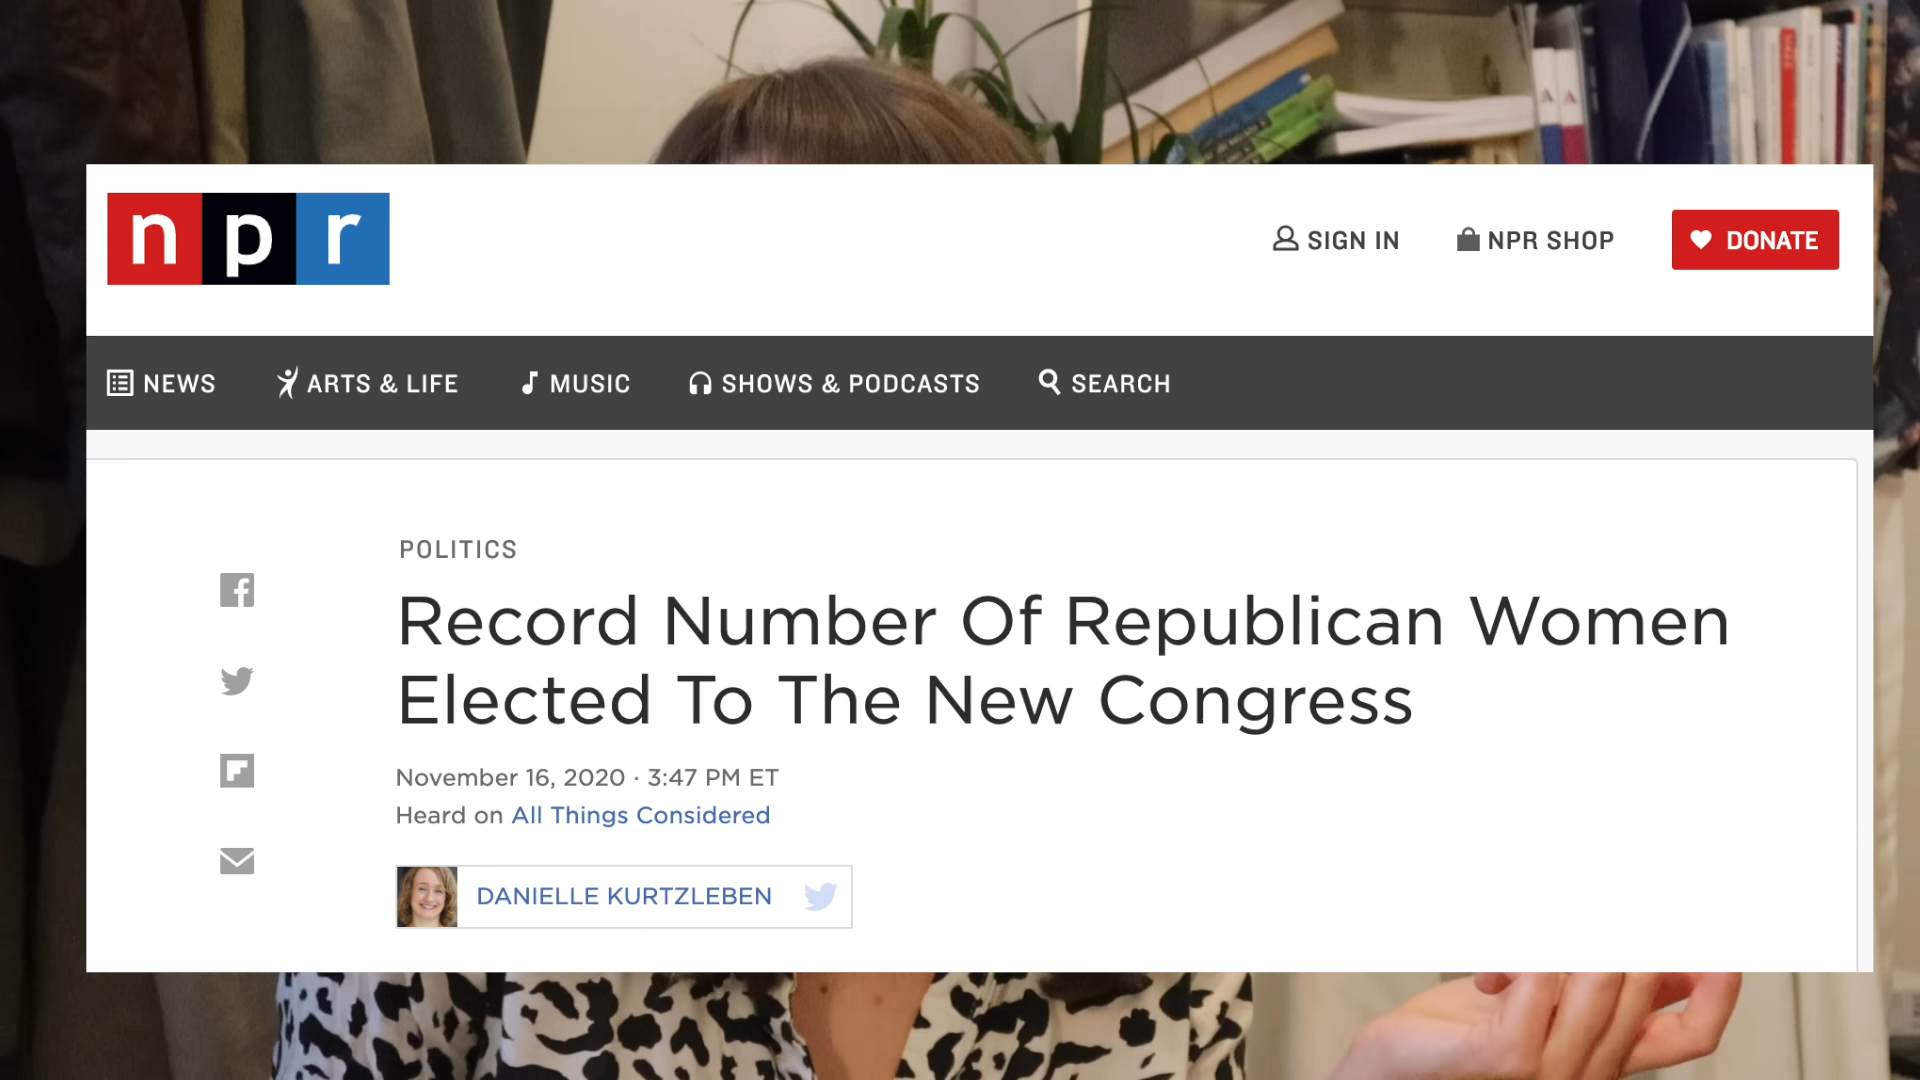 npr
SIGN IN
NPR SHOP
DONATE
NEWS
ARTS & LIFE
MUSIC
SHOWS & PODCASTS
SEARCH
POLITICS
Record Number Of Republican Women
Elected To The New Congress
November 16, 2020 · 3:47 PM ET
Heard on All Things Considered
DANIELLE KURTZLEBEN